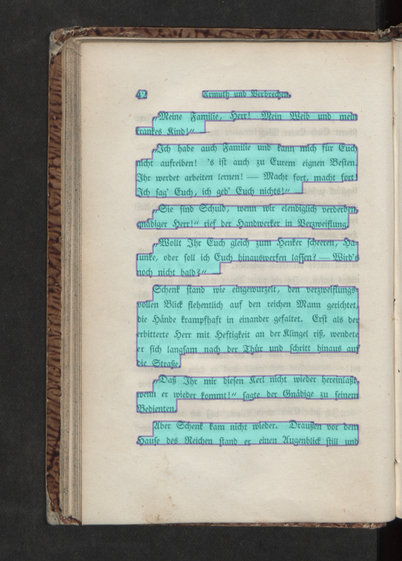 42 Armuth und Verbrechen.
„Meine Familie, Herr! Mein Weib und mein
krankes Kind!“
„Ich habe auch Familie und kann mich für Euch
nicht aufreiben! 's ist auch zu Eurem eignen Besten.
Ihr werdet arbeiten lernen! — Macht fort, macht fort!
Ich sag' Euch, ich geb' Euch nichts!“
„Sie sind Schuld, wenn wir elendiglich verderben,
gnädiger Herr!“ rief der Handwerker in Verzweiflung.
„Wollt Ihr Euch gleich zum Henker scheeren, Ha-
lunke, oder soll ich Euch hinauswerfen lassen? — Wird's
noch nicht bald?“
Schenk stand wie eingewurzelt, den verzweiflungs-
vollen Blick flehentlich auf den reichen Mann gerichtet,
die Hände krampfhaft in einander gefaltet. Erst als der
erbitterte Herr mit Heftigkeit an der Klingel riß, wendete
er sich langsam nach der Thür und schritt hinaus auf
die Straße.
„Daß Ihr mir diesen Kerl nicht wieder hereinlaßt,
wenn er wieder kommt!“ sagte der Gnädige zu seinem
Bedienten.
Aber Schenk kam nicht wieder. Draußen vor dem
Hause des Reichen stand er einen Augenblick still und